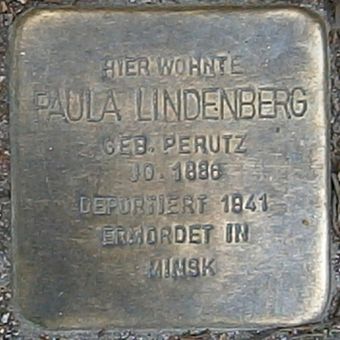 HIER WOHNTE
PAULA LINDENBERG
GEB. PERUTZ
JG. 1886
DEPORTIERT 1941
ERMORDET IN
MINSK